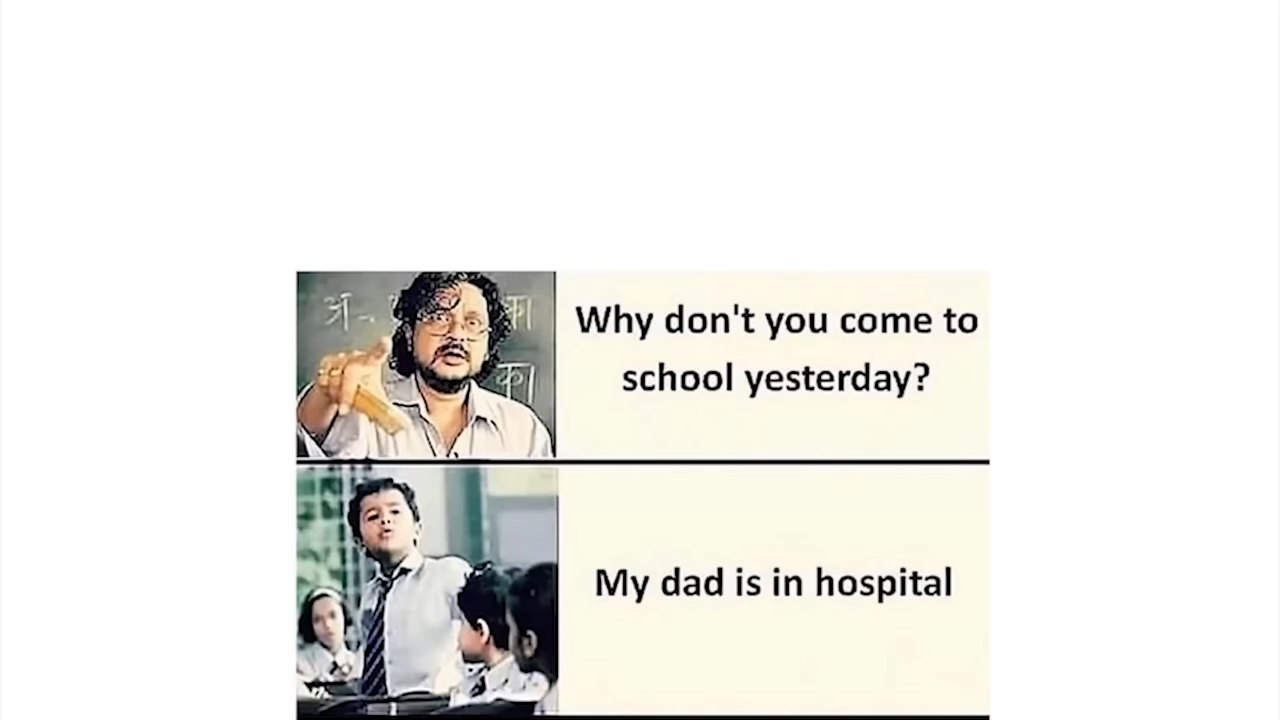 Why don't you come to
school yesterday?
My dad is in hospital